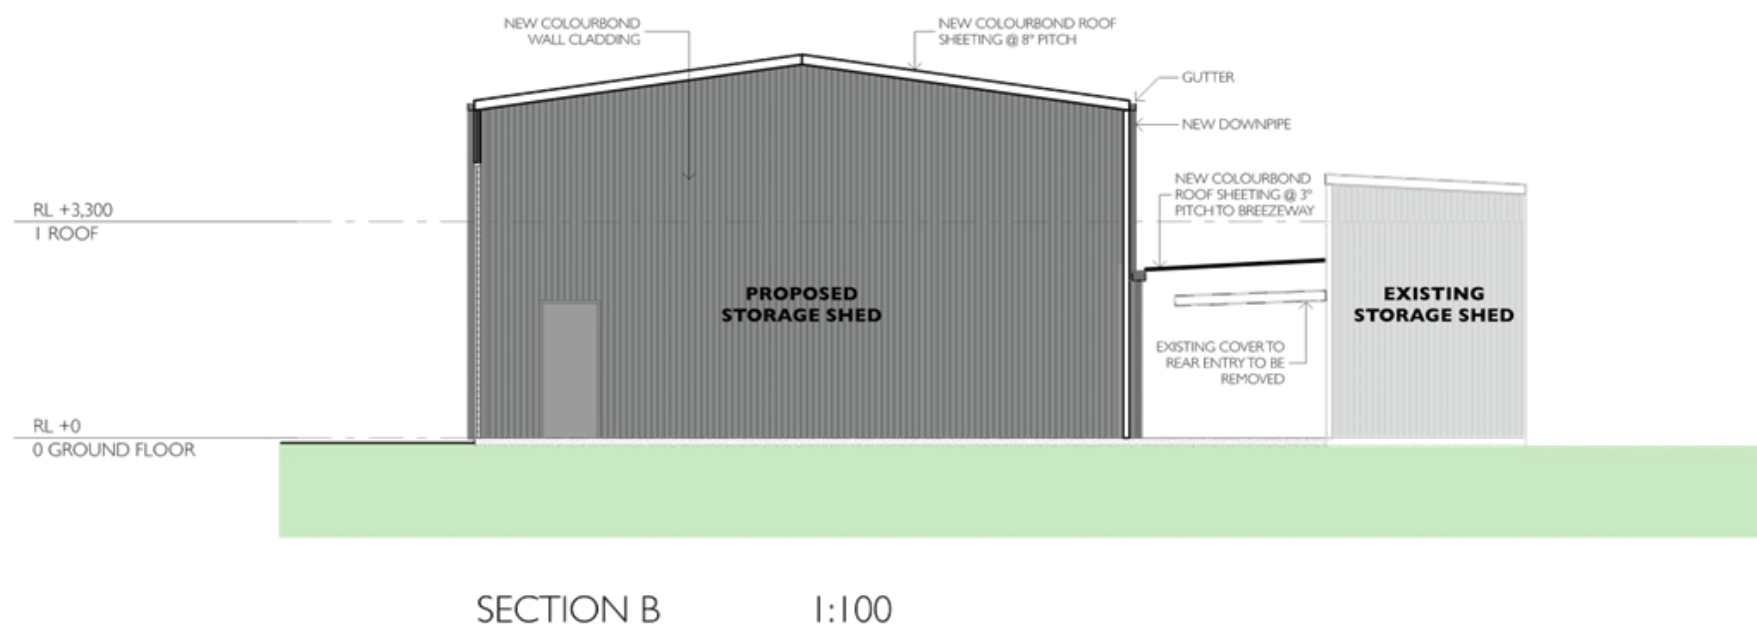 NEW COLOURBOND
WALL CLADDING
NEW COLOURBOND ROOF
SHEETING @ 8° PITCH
GUTTER
NEW DOWNPIPE
NEW COLOURBOND
ROOF SHEETING @ 3°
PITCH TO BREEZEWAY
RL +3,300
1 ROOF
PROPOSED
STORAGE SHED
EXISTING
STORAGE SHED
EXISTING COVER TO
REAR ENTRY TO BE
REMOVED
RL +0
0 GROUND FLOOR
SECTION B
1:100